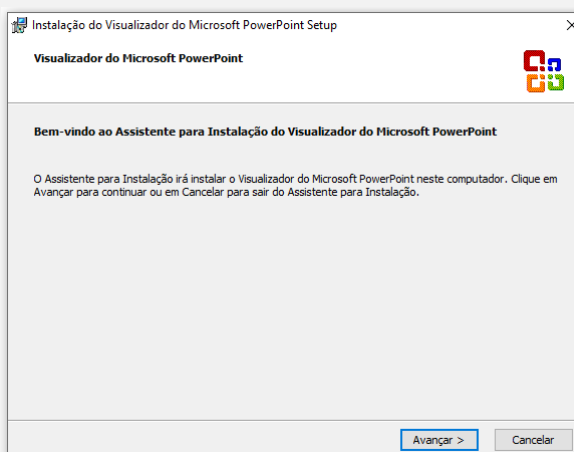 Instalação do Visualizador do Microsoft PowerPoint Setup
Visualizador do Microsoft PowerPoint
Bem-vindo ao Assistente para Instalação do Visualizador do Microsoft PowerPoint
O Assistente para Instalação irá instalar o Visualizador do Microsoft PowerPoint neste computador. Clique em
Avançar para continuar ou em Cancelar para sair do Assistente para Instalação.
Avançar >
Cancelar